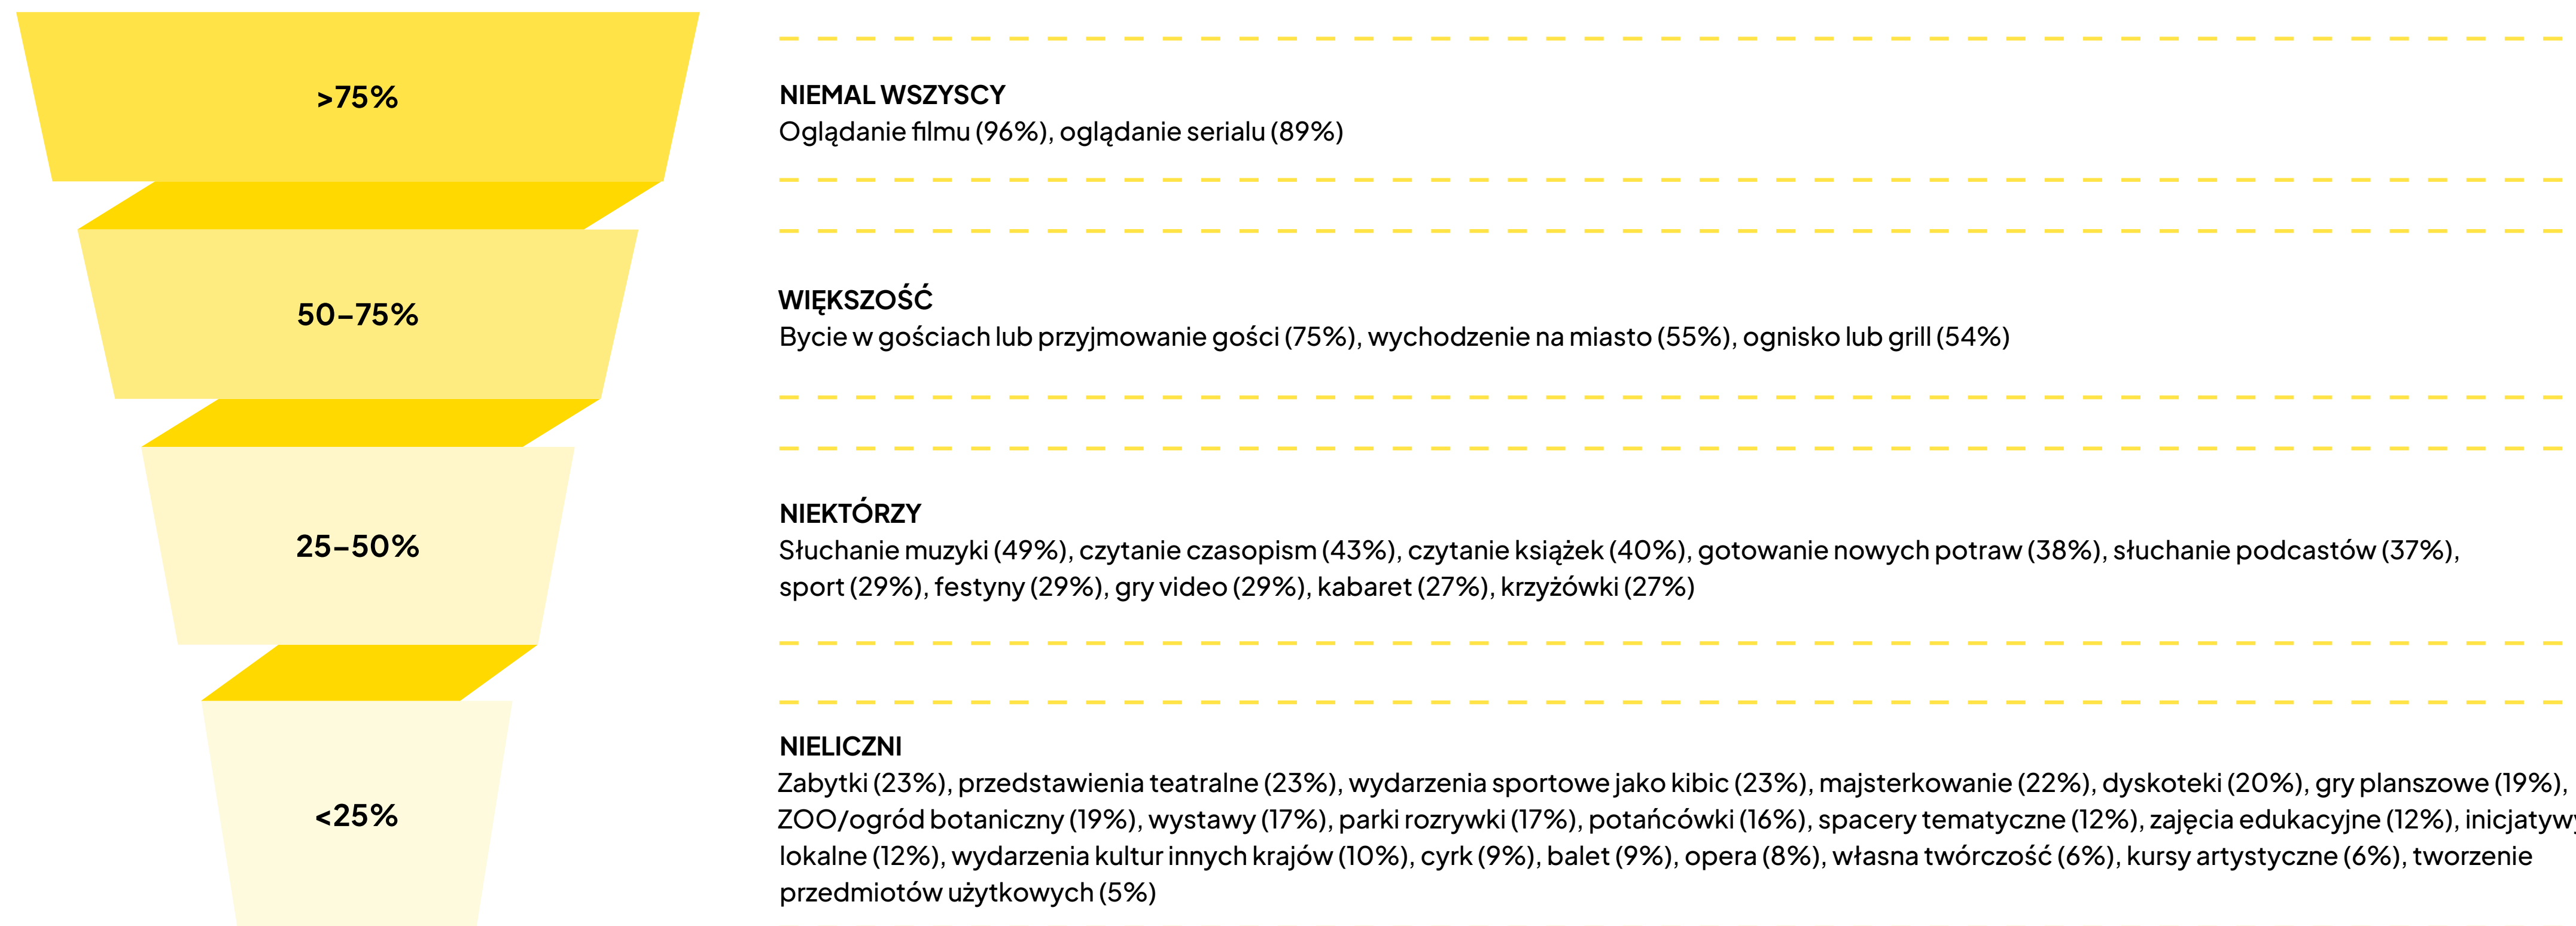 >75%
NIEMAL WSZYSCY
Oglądanie filmu (96%), oglądanie serialu (89%)
50–75%
WIĘKSZOŚĆ
Bycie w gościach lub przyjmowanie gości (75%), wychodzenie na miasto (55%), ognisko lub grill (54%)
25–50%
NIEKTÓRZY
Słuchanie muzyki (49%), czytanie czasopism (43%), czytanie książek (40%), gotowanie nowych potraw (38%), słuchanie podcastów (37%),
sport (29%), festyny (29%), gry video (29%), kabaret (27%), krzyżówki (27%)
<25%
NIELICZNI
Zabytki (23%), przedstawienia teatralne (23%), wydarzenia sportowe jako kibic (23%), majsterkowanie (22%), dyskoteki (20%), gry planszowe (19%),
ZOO/ogród botaniczny (19%), wystawy (17%), parki rozrywki (17%), potańcówki (16%), spacery tematyczne (12%), zajęcia edukacyjne (12%), inicjatywy
lokalne (12%), wydarzenia kultur innych krajów (10%), cyrk (9%), balet (9%), opera (8%), własna twórczość (6%), kursy artystyczne (6%), tworzenie
przedmiotów użytkowych (5%)